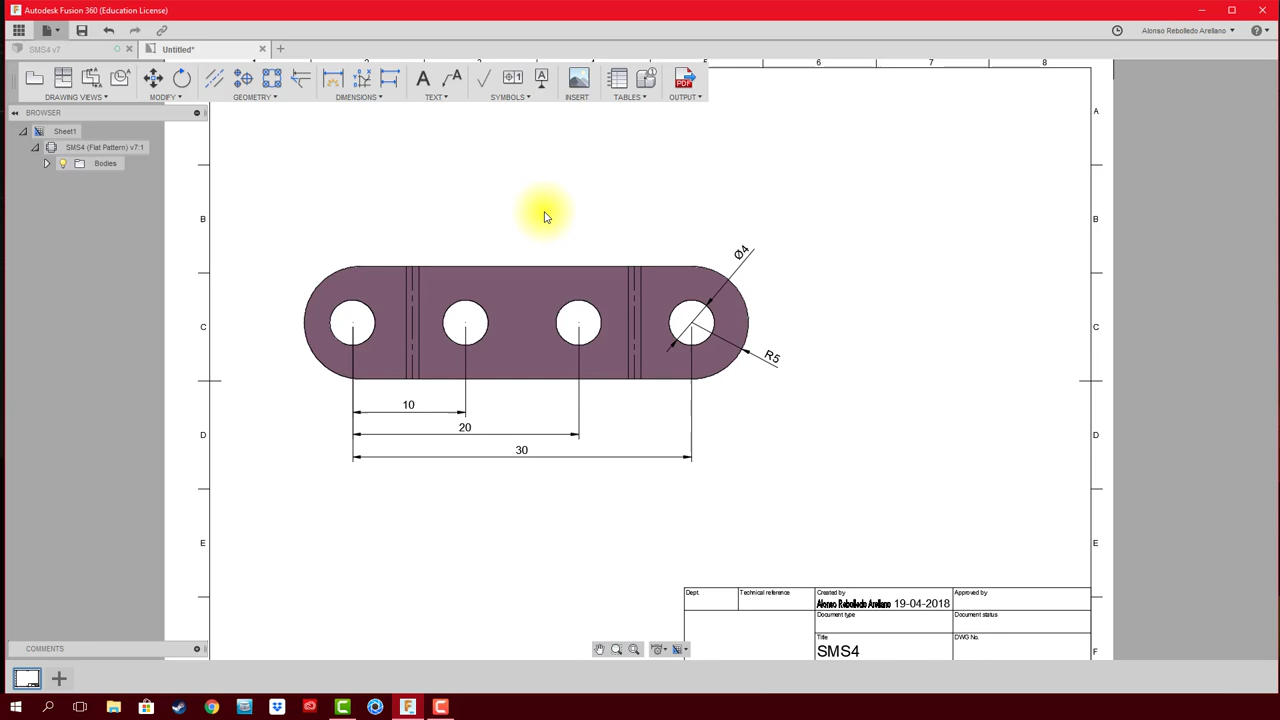 Autodesk Fusion 360 (Education License)
Alonso Rebolledo Arellano
SMS4 v7
Untitled*
DRAWING VIEWS
MODIFY
GEOMETRY
DIMENSIONS
TEXT
SYMBOLS
INSERT
TABLES
OUTPUT
PDF
BROWSER
Sheet1
SMS4 (Flat Pattern) v7:1
Bodies
6 7 8
A
B B
C C
D D
E E
F
Ø4
R5
10
20
30
Dept.
Technical reference
Created by
Alonso Rebolledo Arellano 19-04-2018
Approved by
Document type
Document status
Title
SMS4
DWG No.
COMMENTS